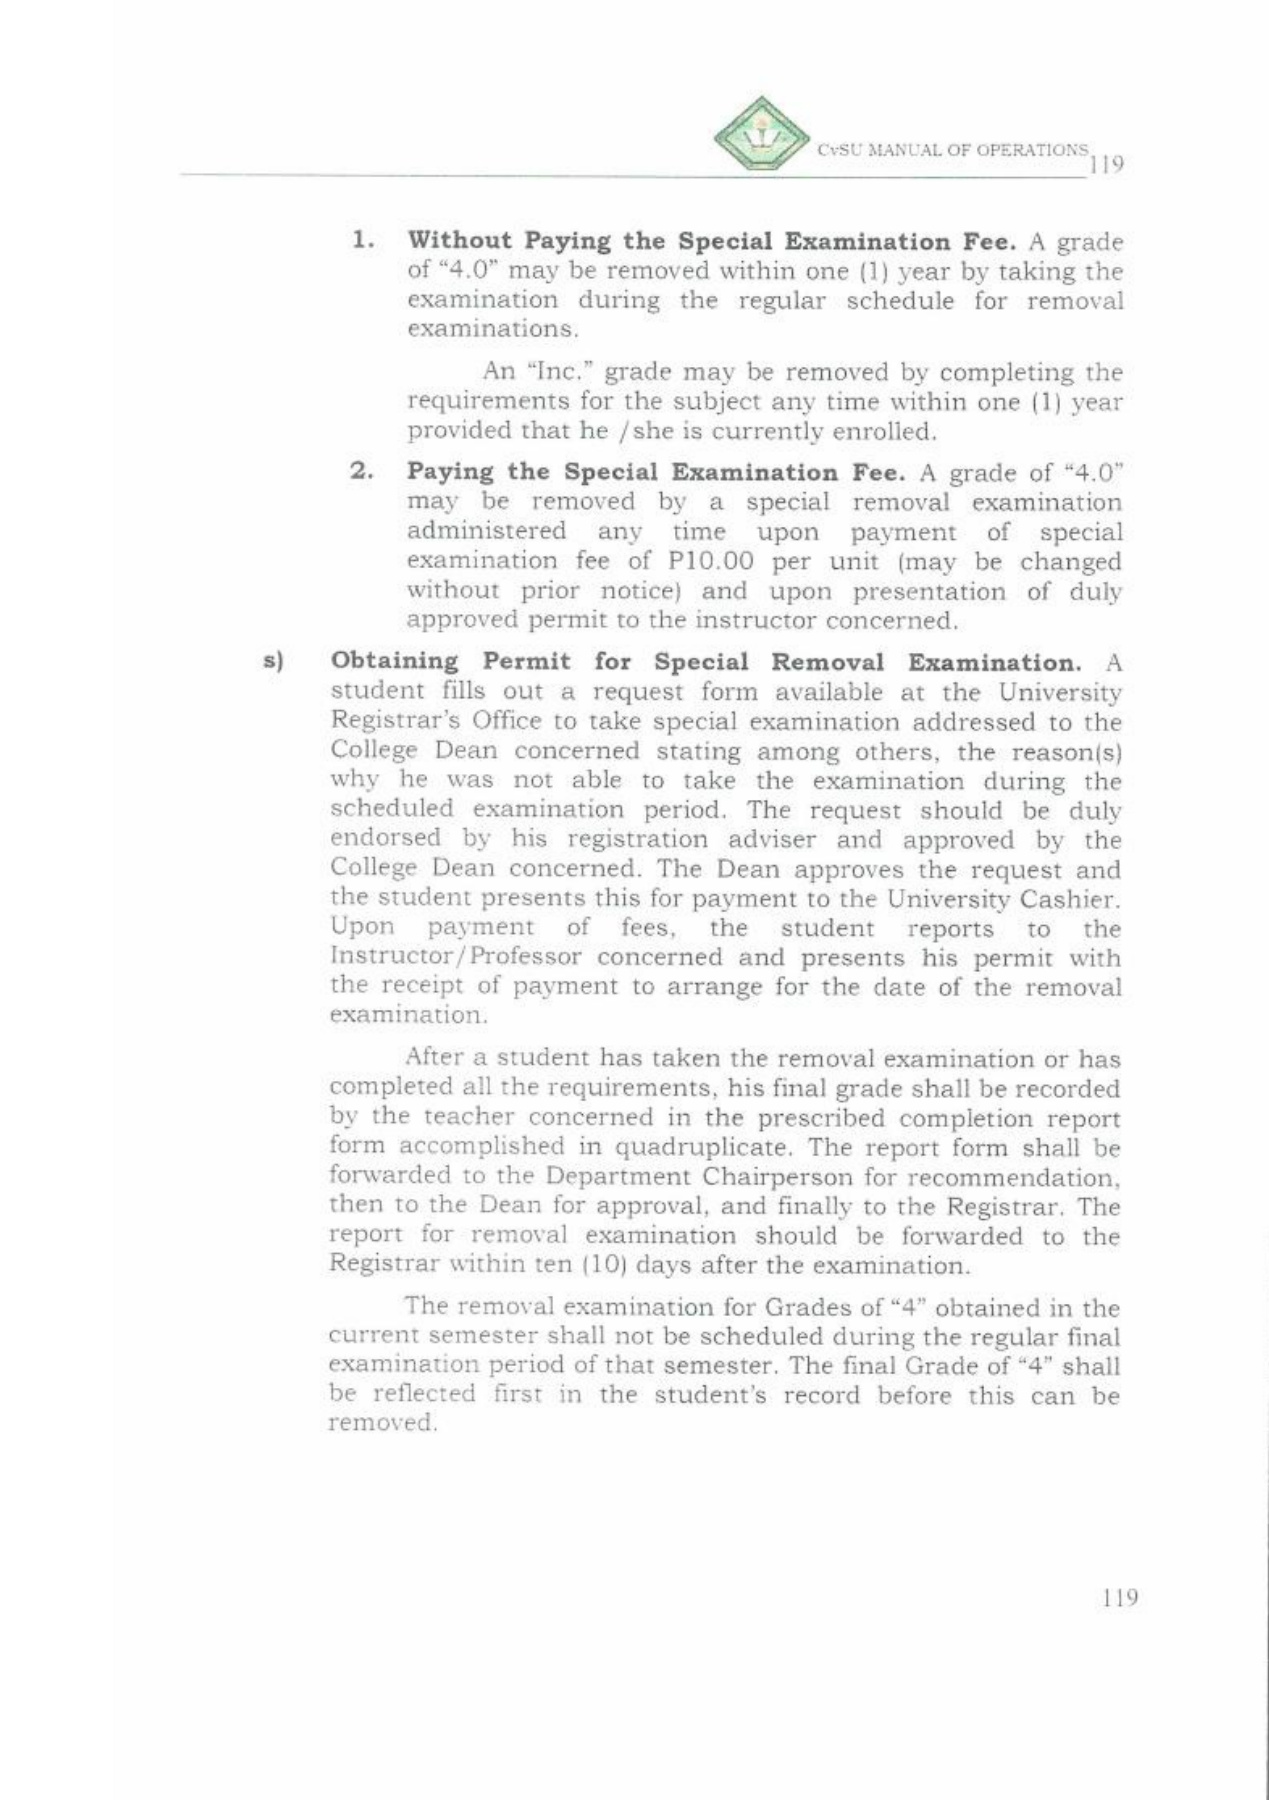 CvSU MANUAL OF OPERATIONS
119
1. Without Paying the Special Examination Fee. A grade
of “4.0” may be removed within one (1) year by taking the
examination during the regular schedule for removal
examinations.
An “Inc.” grade may be removed by completing the
requirements for the subject any time within one (1) year
provided that he /she is currently enrolled.
2. Paying the Special Examination Fee. A grade of “4.0”
may be removed by a special removal examination
administered any time upon payment of special
examination fee of P10.00 per unit (may be changed
without prior notice) and upon presentation of duly
approved permit to the instructor concerned.
s) Obtaining Permit for Special Removal Examination. A
student fills out a request form available at the University
Registrar’s Office to take special examination addressed to the
College Dean concerned stating among others, the reason(s)
why he was not able to take the examination during the
scheduled examination period. The request should be duly
endorsed by his registration adviser and approved by the
College Dean concerned. The Dean approves the request and
the student presents this for payment to the University Cashier.
Upon payment of fees, the student reports to the
Instructor/Professor concerned and presents his permit with
the receipt of payment to arrange for the date of the removal
examination.
After a student has taken the removal examination or has
completed all the requirements, his final grade shall be recorded
by the teacher concerned in the prescribed completion report
form accomplished in quadruplicate. The report form shall be
forwarded to the Department Chairperson for recommendation,
then to the Dean for approval, and finally to the Registrar. The
report for removal examination should be forwarded to the
Registrar within ten (10) days after the examination.
The removal examination for Grades of “4” obtained in the
current semester shall not be scheduled during the regular final
examination period of that semester. The final Grade of “4” shall
be reflected first in the student’s record before this can be
removed.
119